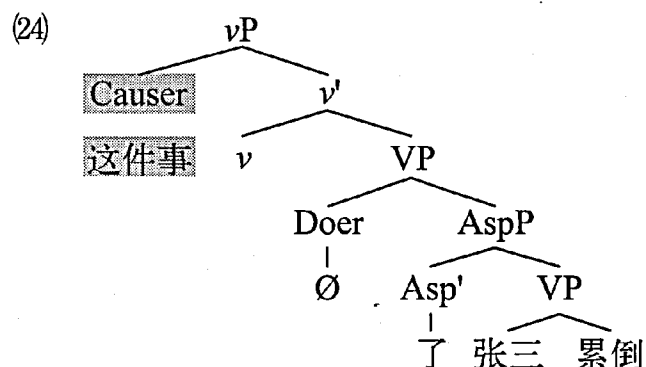 (24) vP
Causer v'
这件事 v VP
Doer AspP
Ø Asp' VP
了 张三 累倒